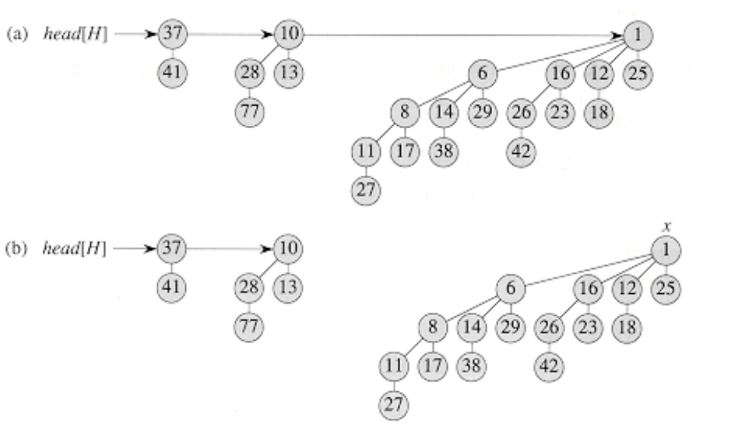 (a) head[H] 37 10 1
41 28 13 6 16 12 25
77 8 14 29 26 23 18
11 17 38 42
27
x
(b) head[H] 37 10 1
41 28 13 6 16 12 25
77 8 14 29 26 23 18
11 17 38 42
27